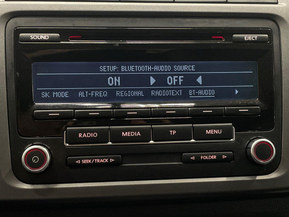 SOUND
EJECT
SETUP: BLUETOOTH-AUDIO SOURCE
ON OFF
SK MODE ALT-FREQ REGIONAL RADIOTEXT BT-AUDIO
RADIO MEDIA TP MENU
SEEK / TRACK FOLDER